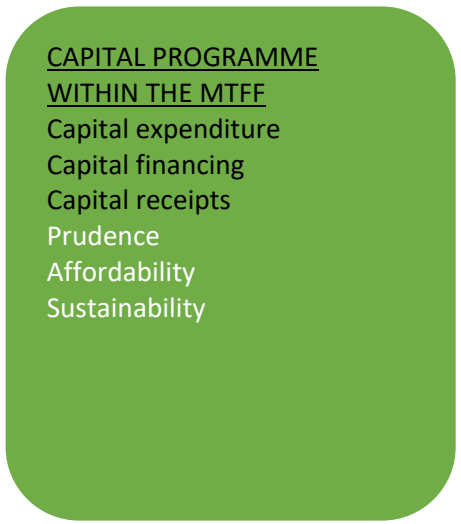 CAPITAL PROGRAMME
WITHIN THE MTFF
Capital expenditure
Capital financing
Capital receipts
Prudence
Affordability
Sustainability